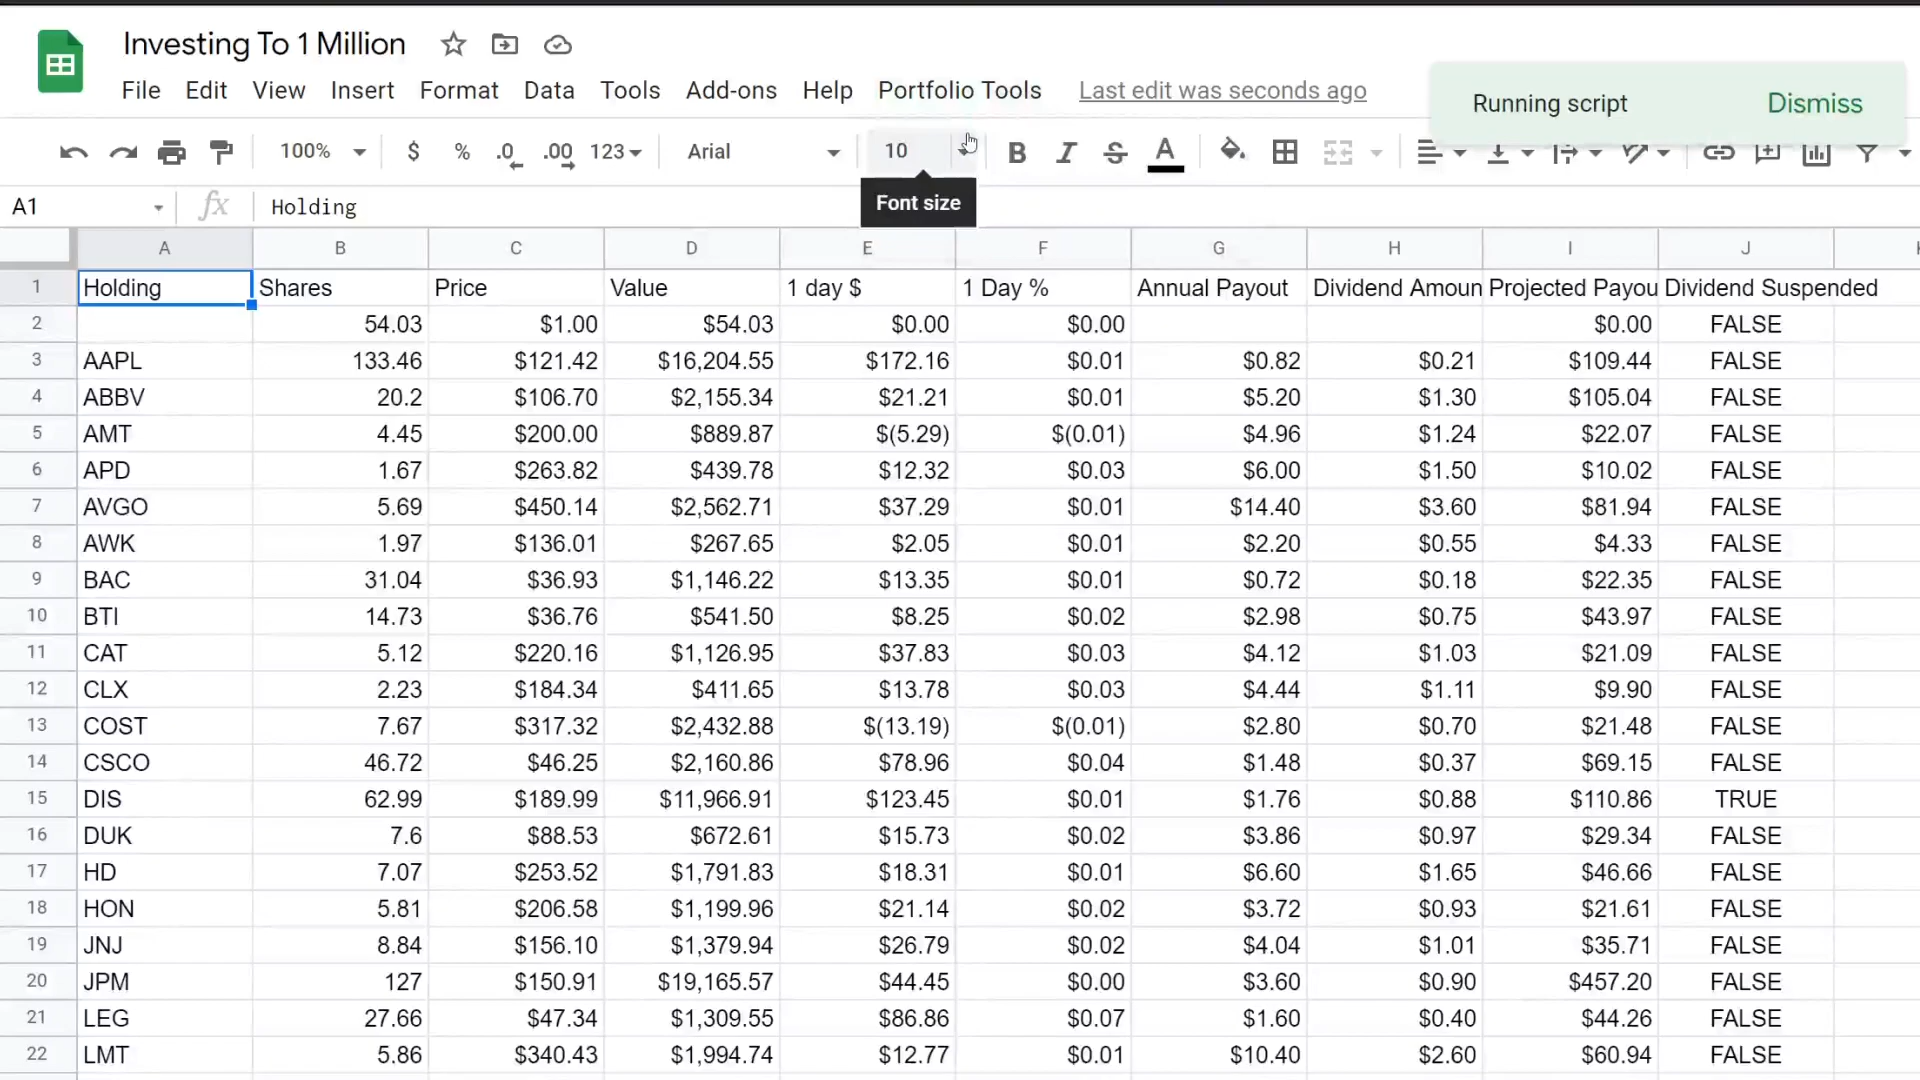 Investing To 1 Million
File Edit View Insert Format Data Tools Add-ons Help Portfolio Tools Last edit was seconds ago
Running script Dismiss
100% $ % .0 .00 123 Arial 10 B I S A
Font size
A1 fx Holding
A B C D E F G H I J
1 Holding Shares Price Value 1 day $ 1 Day % Annual Payout Dividend Amoun Projected Payou Dividend Suspended
2 54.03 $1.00 $54.03 $0.00 $0.00 $0.00 FALSE
3 AAPL 133.46 $121.42 $16,204.55 $172.16 $0.01 $0.82 $0.21 $109.44 FALSE
4 ABBV 20.2 $106.70 $2,155.34 $21.21 $0.01 $5.20 $1.30 $105.04 FALSE
5 AMT 4.45 $200.00 $889.87 $(5.29) $(0.01) $4.96 $1.24 $22.07 FALSE
6 APD 1.67 $263.82 $439.78 $12.32 $0.03 $6.00 $1.50 $10.02 FALSE
7 AVGO 5.69 $450.14 $2,562.71 $37.29 $0.01 $14.40 $3.60 $81.94 FALSE
8 AWK 1.97 $136.01 $267.65 $2.05 $0.01 $2.20 $0.55 $4.33 FALSE
9 BAC 31.04 $36.93 $1,146.22 $13.35 $0.01 $0.72 $0.18 $22.35 FALSE
10 BTI 14.73 $36.76 $541.50 $8.25 $0.02 $2.98 $0.75 $43.97 FALSE
11 CAT 5.12 $220.16 $1,126.95 $37.83 $0.03 $4.12 $1.03 $21.09 FALSE
12 CLX 2.23 $184.34 $411.65 $13.78 $0.03 $4.44 $1.11 $9.90 FALSE
13 COST 7.67 $317.32 $2,432.88 $(13.19) $(0.01) $2.80 $0.70 $21.48 FALSE
14 CSCO 46.72 $46.25 $2,160.86 $78.96 $0.04 $1.48 $0.37 $69.15 FALSE
15 DIS 62.99 $189.99 $11,966.91 $123.45 $0.01 $1.76 $0.88 $110.86 TRUE
16 DUK 7.6 $88.53 $672.61 $15.73 $0.02 $3.86 $0.97 $29.34 FALSE
17 HD 7.07 $253.52 $1,791.83 $18.31 $0.01 $6.60 $1.65 $46.66 FALSE
18 HON 5.81 $206.58 $1,199.96 $21.14 $0.02 $3.72 $0.93 $21.61 FALSE
19 JNJ 8.84 $156.10 $1,379.94 $26.79 $0.02 $4.04 $1.01 $35.71 FALSE
20 JPM 127 $150.91 $19,165.57 $44.45 $0.00 $3.60 $0.90 $457.20 FALSE
21 LEG 27.66 $47.34 $1,309.55 $86.86 $0.07 $1.60 $0.40 $44.26 FALSE
22 LMT 5.86 $340.43 $1,994.74 $12.77 $0.01 $10.40 $2.60 $60.94 FALSE